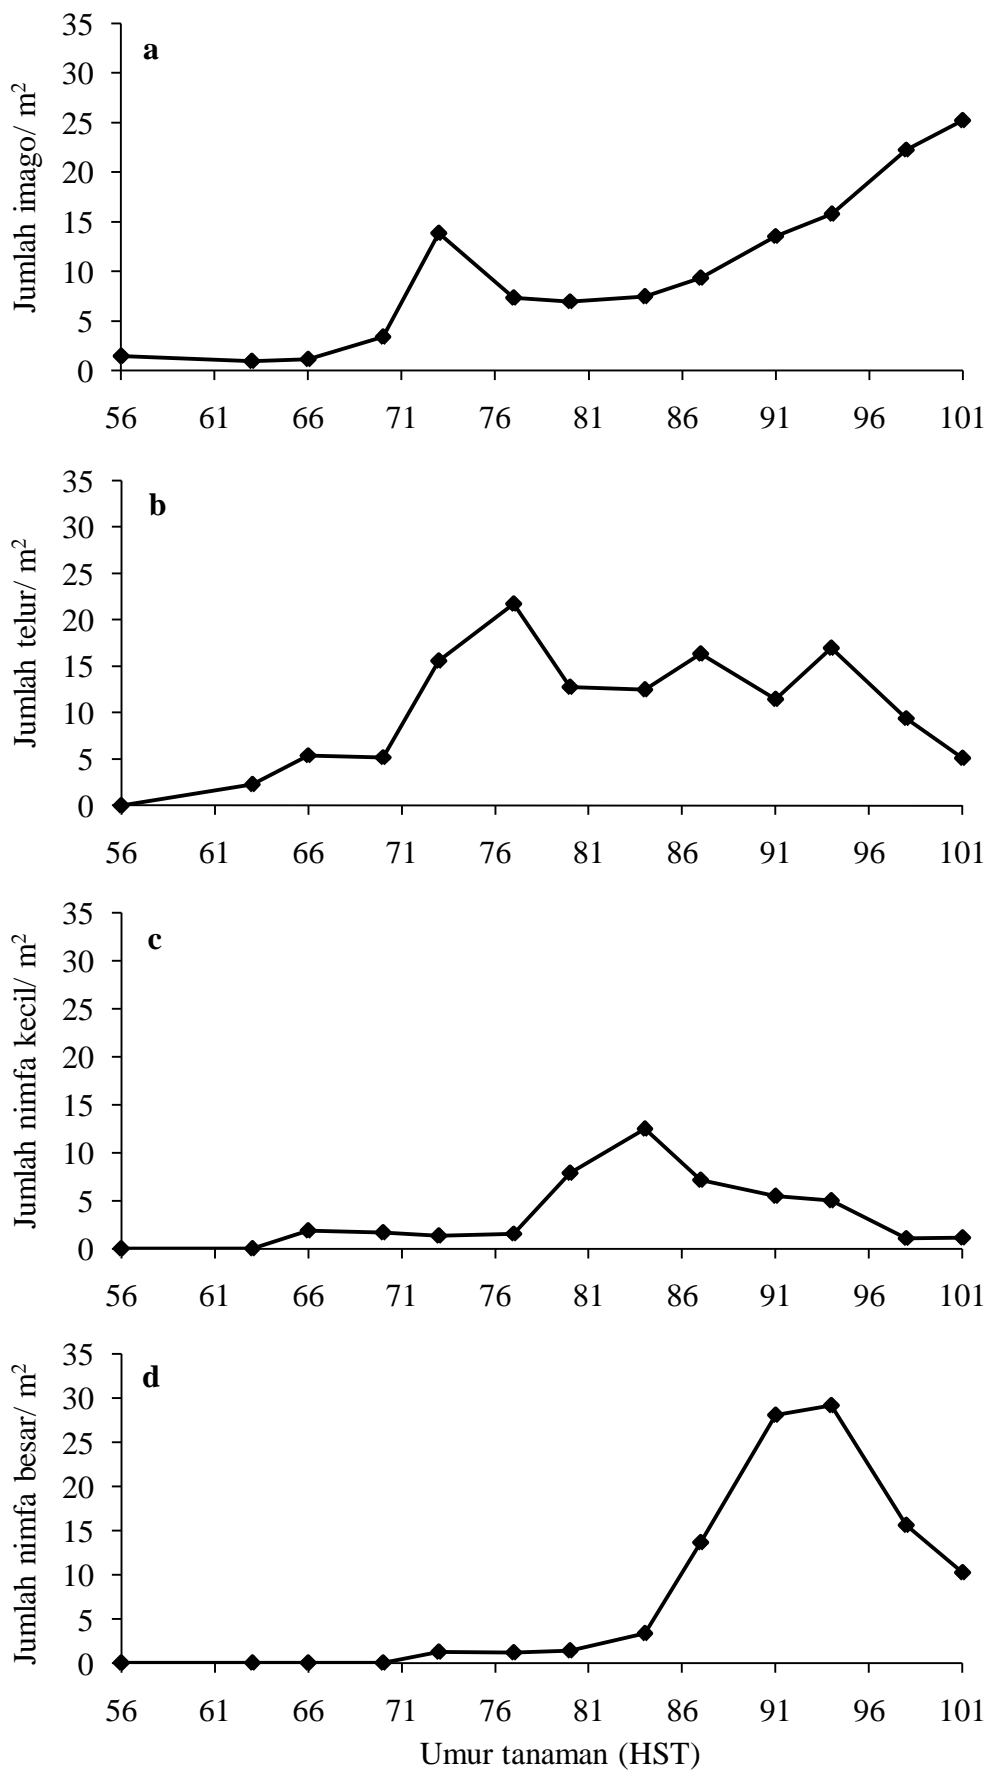 a
Jumlah imago/ m²
35
30
25
20
15
10
5
0
56 61 66 71 76 81 86 91 96 101
b
Jumlah telur/ m²
35
30
25
20
15
10
5
0
56 61 66 71 76 81 86 91 96 101
c
Jumlah nimfa kecil/ m²
35
30
25
20
15
10
5
0
56 61 66 71 76 81 86 91 96 101
d
Jumlah nimfa besar/ m²
35
30
25
20
15
10
5
0
56 61 66 71 76 81 86 91 96 101
Umur tanaman (HST)